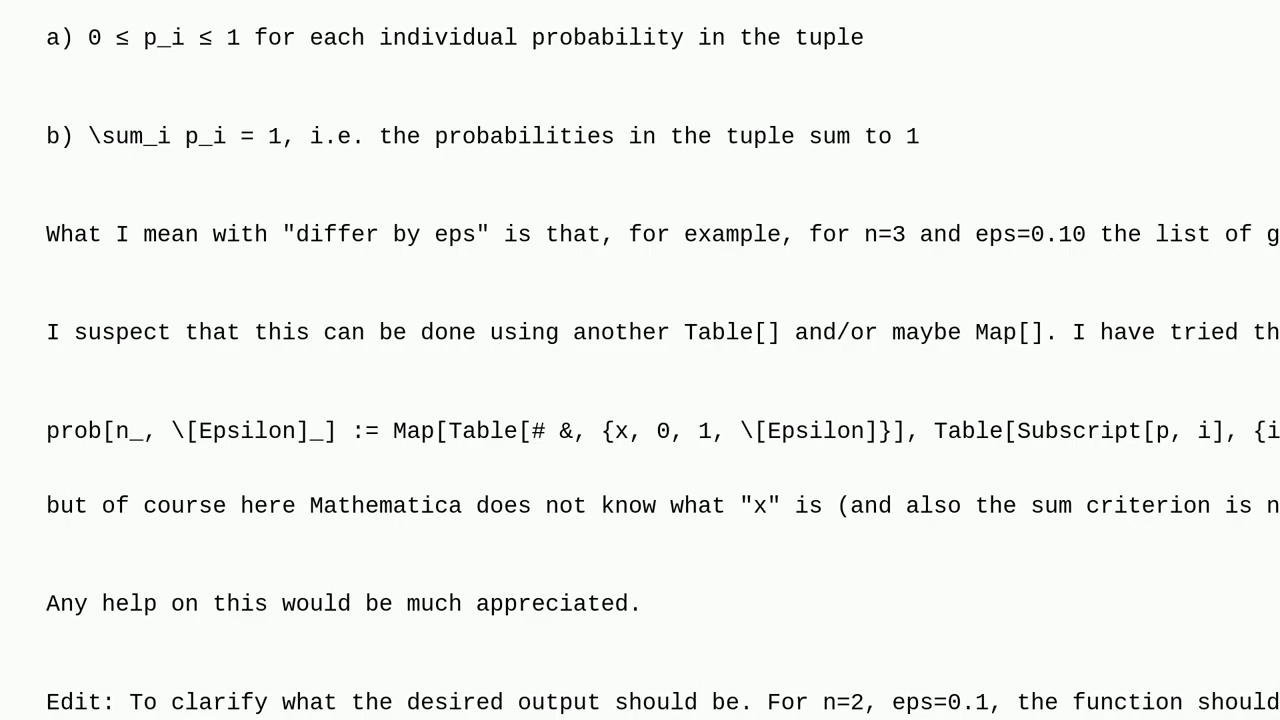 a) 0 ≤ p_i ≤ 1 for each individual probability in the tuple
b) \sum_i p_i = 1, i.e. the probabilities in the tuple sum to 1
What I mean with "differ by eps" is that, for example, for n=3 and eps=0.10 the list of g
I suspect that this can be done using another Table[] and/or maybe Map[]. I have tried th
prob[n_, \[Epsilon]_] := Map[Table[# &, {x, 0, 1, \[Epsilon]}], Table[Subscript[p, i], {i
but of course here Mathematica does not know what "x" is (and also the sum criterion is n
Any help on this would be much appreciated.
Edit: To clarify what the desired output should be. For n=2, eps=0.1, the function should